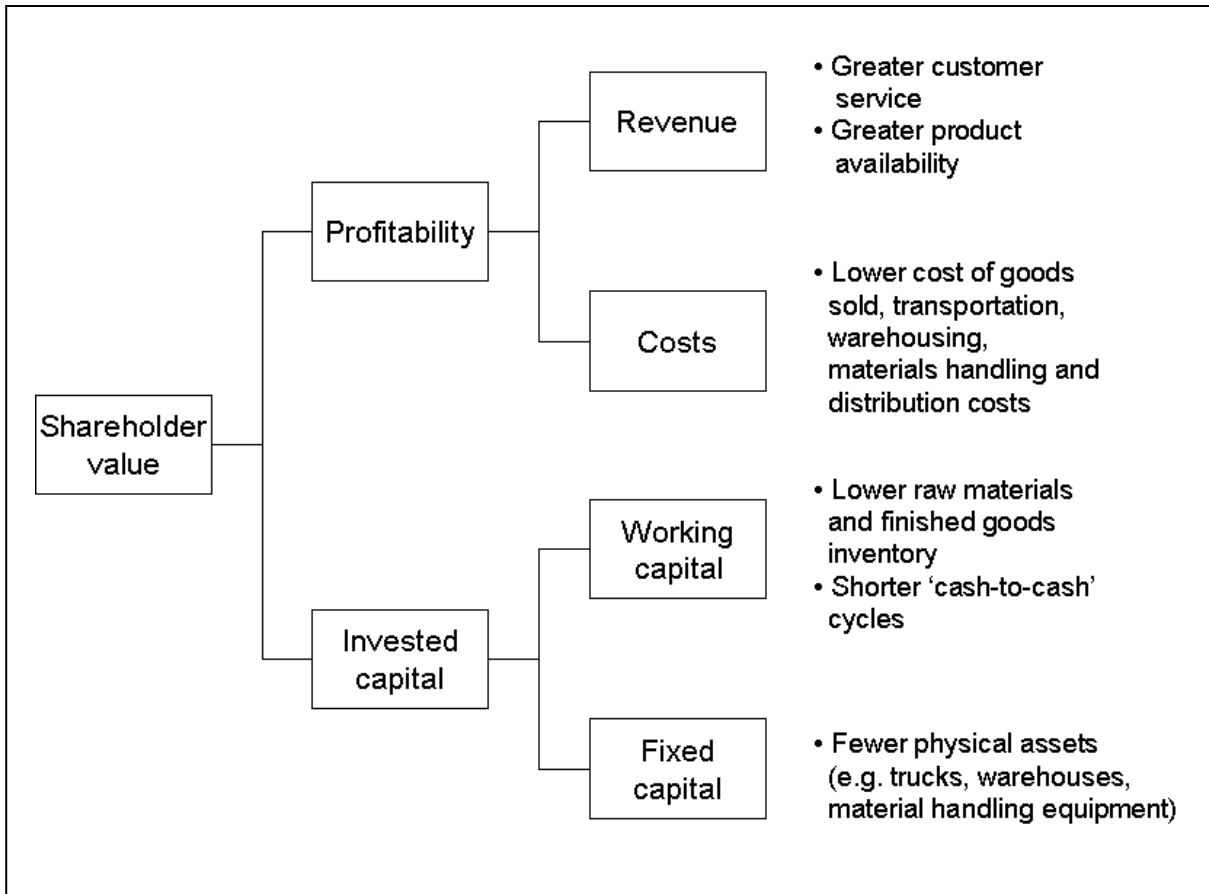 Shareholder
value
Profitability
Invested
capital
Revenue
• Greater customer
service
• Greater product
availability
Costs
• Lower cost of goods
sold, transportation,
warehousing,
materials handling and
distribution costs
Working
capital
• Lower raw materials
and finished goods
inventory
• Shorter ‘cash-to-cash’
cycles
Fixed
capital
• Fewer physical assets
(e.g. trucks, warehouses,
material handling equipment)